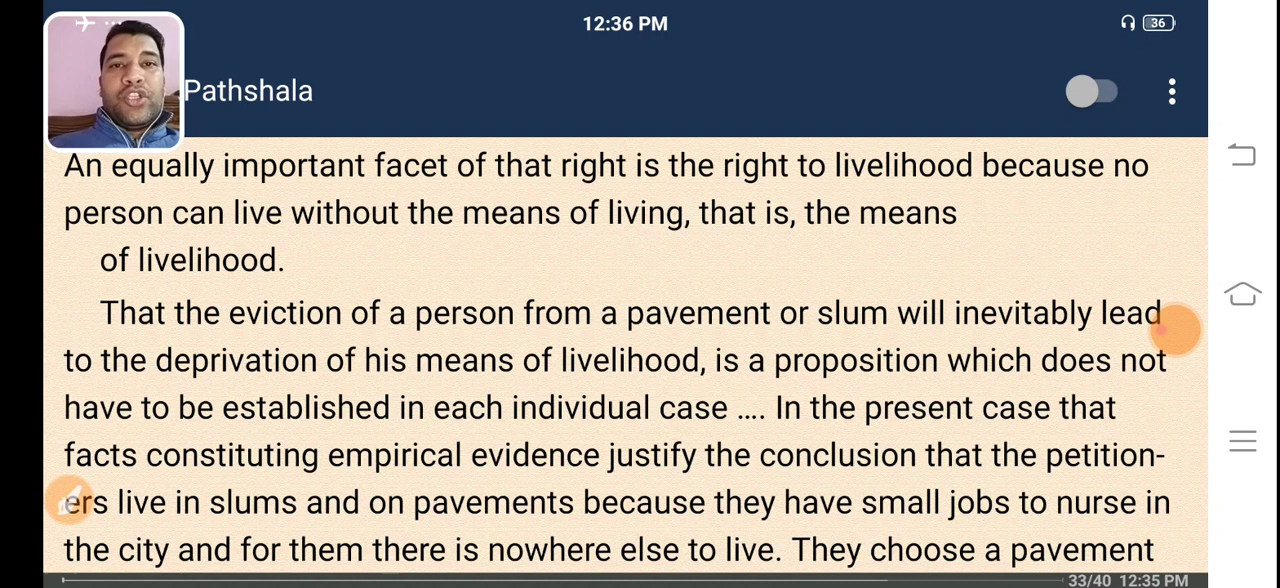 12:36 PM
36
Pathshala
An equally important facet of that right is the right to livelihood because no
person can live without the means of living, that is, the means
of livelihood.
That the eviction of a person from a pavement or slum will inevitably lead
to the deprivation of his means of livelihood, is a proposition which does not
have to be established in each individual case .... In the present case that
facts constituting empirical evidence justify the conclusion that the petition-
ers live in slums and on pavements because they have small jobs to nurse in
the city and for them there is nowhere else to live. They choose a pavement
33/40 12:35 PM